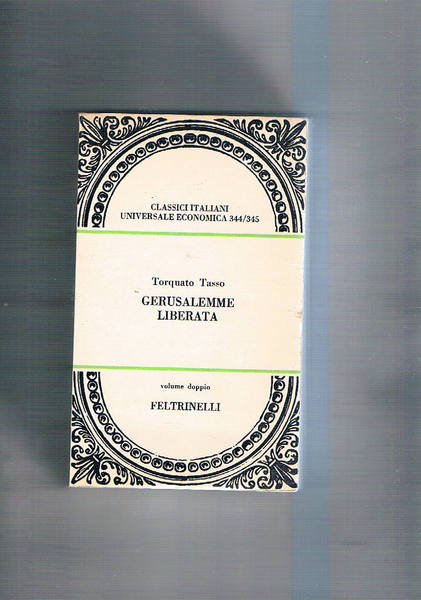 CLASSICI ITALIANI
UNIVERSALE ECONOMICA 344/345
Torquato Tasso
GERUSALEMME
LIBERATA
volume doppio
FELTRINELLI